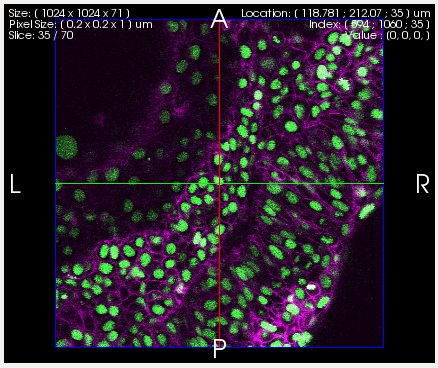 Size: ( 1024 x 1024 x 71 )
Pixel Size: ( 0.2 x 0.2 x 1 ) um
Slice: 35 / 70
Location: ( 118.781 ; 212.07 ; 35 ) um
Index: ( 594 ; 1060 ; 35 )
Value : (0, 0, 0, )
A
L
R
P